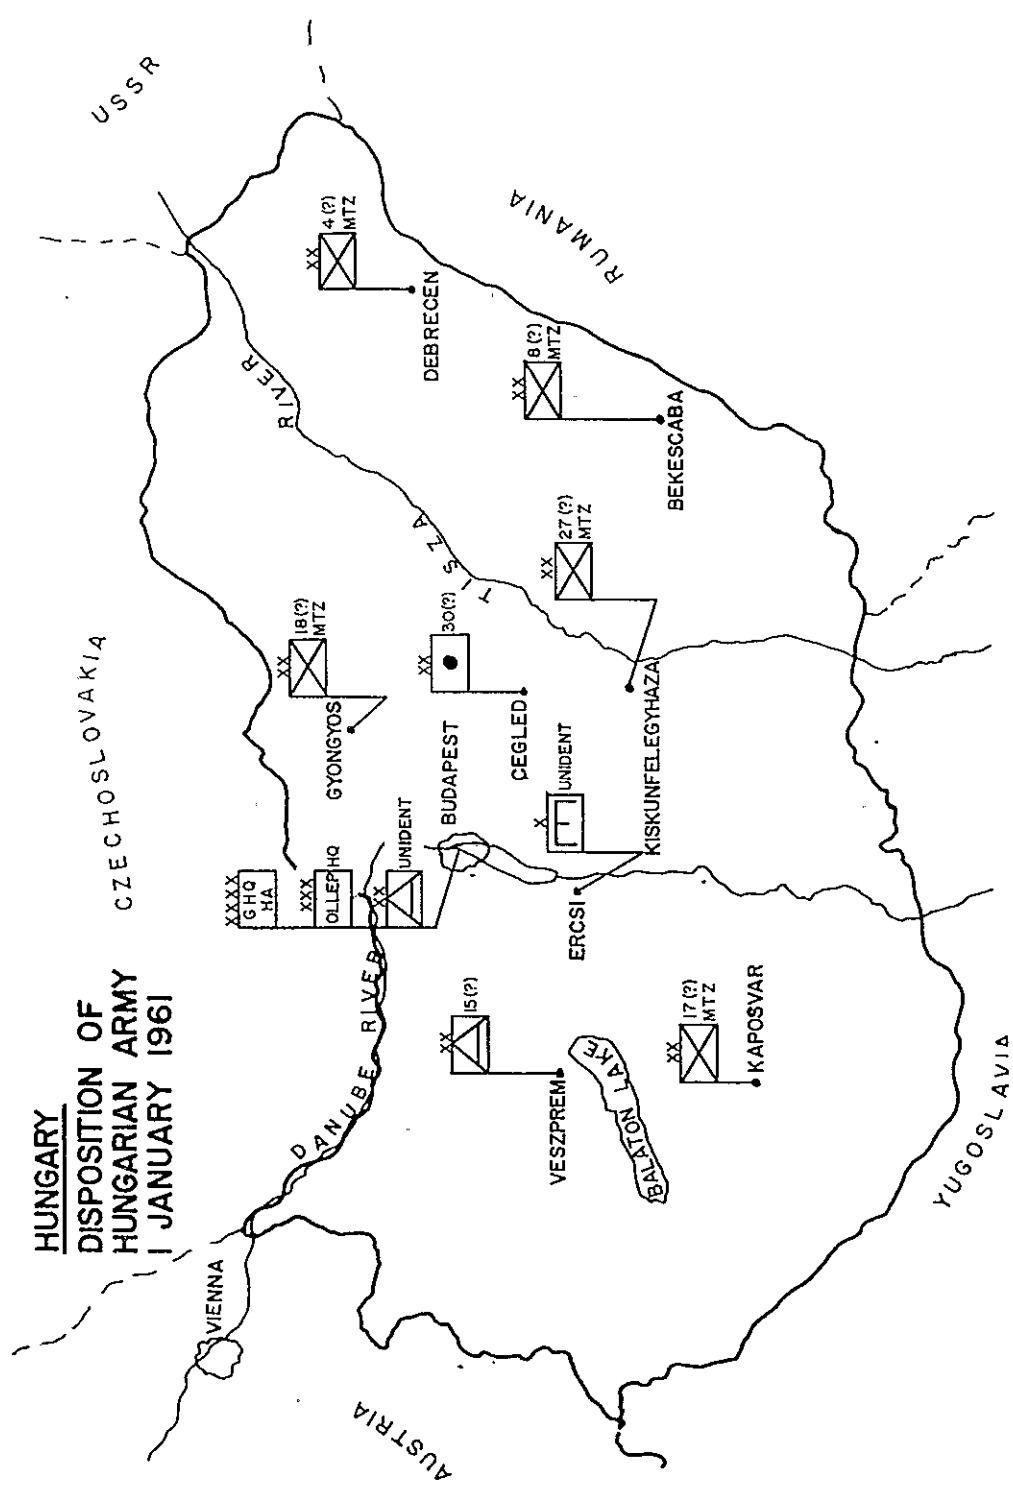 HUNGARY
DISPOSITION OF
HUNGARIAN ARMY
1 JANUARY 1961
CZECHOSLOVAKIA
USSR
RUMANIA
YUGOSLAVIA
AUSTRIA
VIENNA
DANUBE RIVER
XXXX
GHQ
HA
XXX
OLLEP HQ
XX
UNIDENT
BUDAPEST
XX
18(?)
MTZ
GYONGYOS
XX
4(?)
MTZ
DEBRECEN
TISZA RIVER
XX
30(?)
CEGLED
XX
8(?)
MTZ
BEKESCABA
XX
27(?)
MTZ
KISKUNFELEGYHAZA
X
UNIDENT
ERCSI
XX
15(?)
VESZPREM
BALATON LAKE
XX
17(?)
MTZ
KAPOSVAR